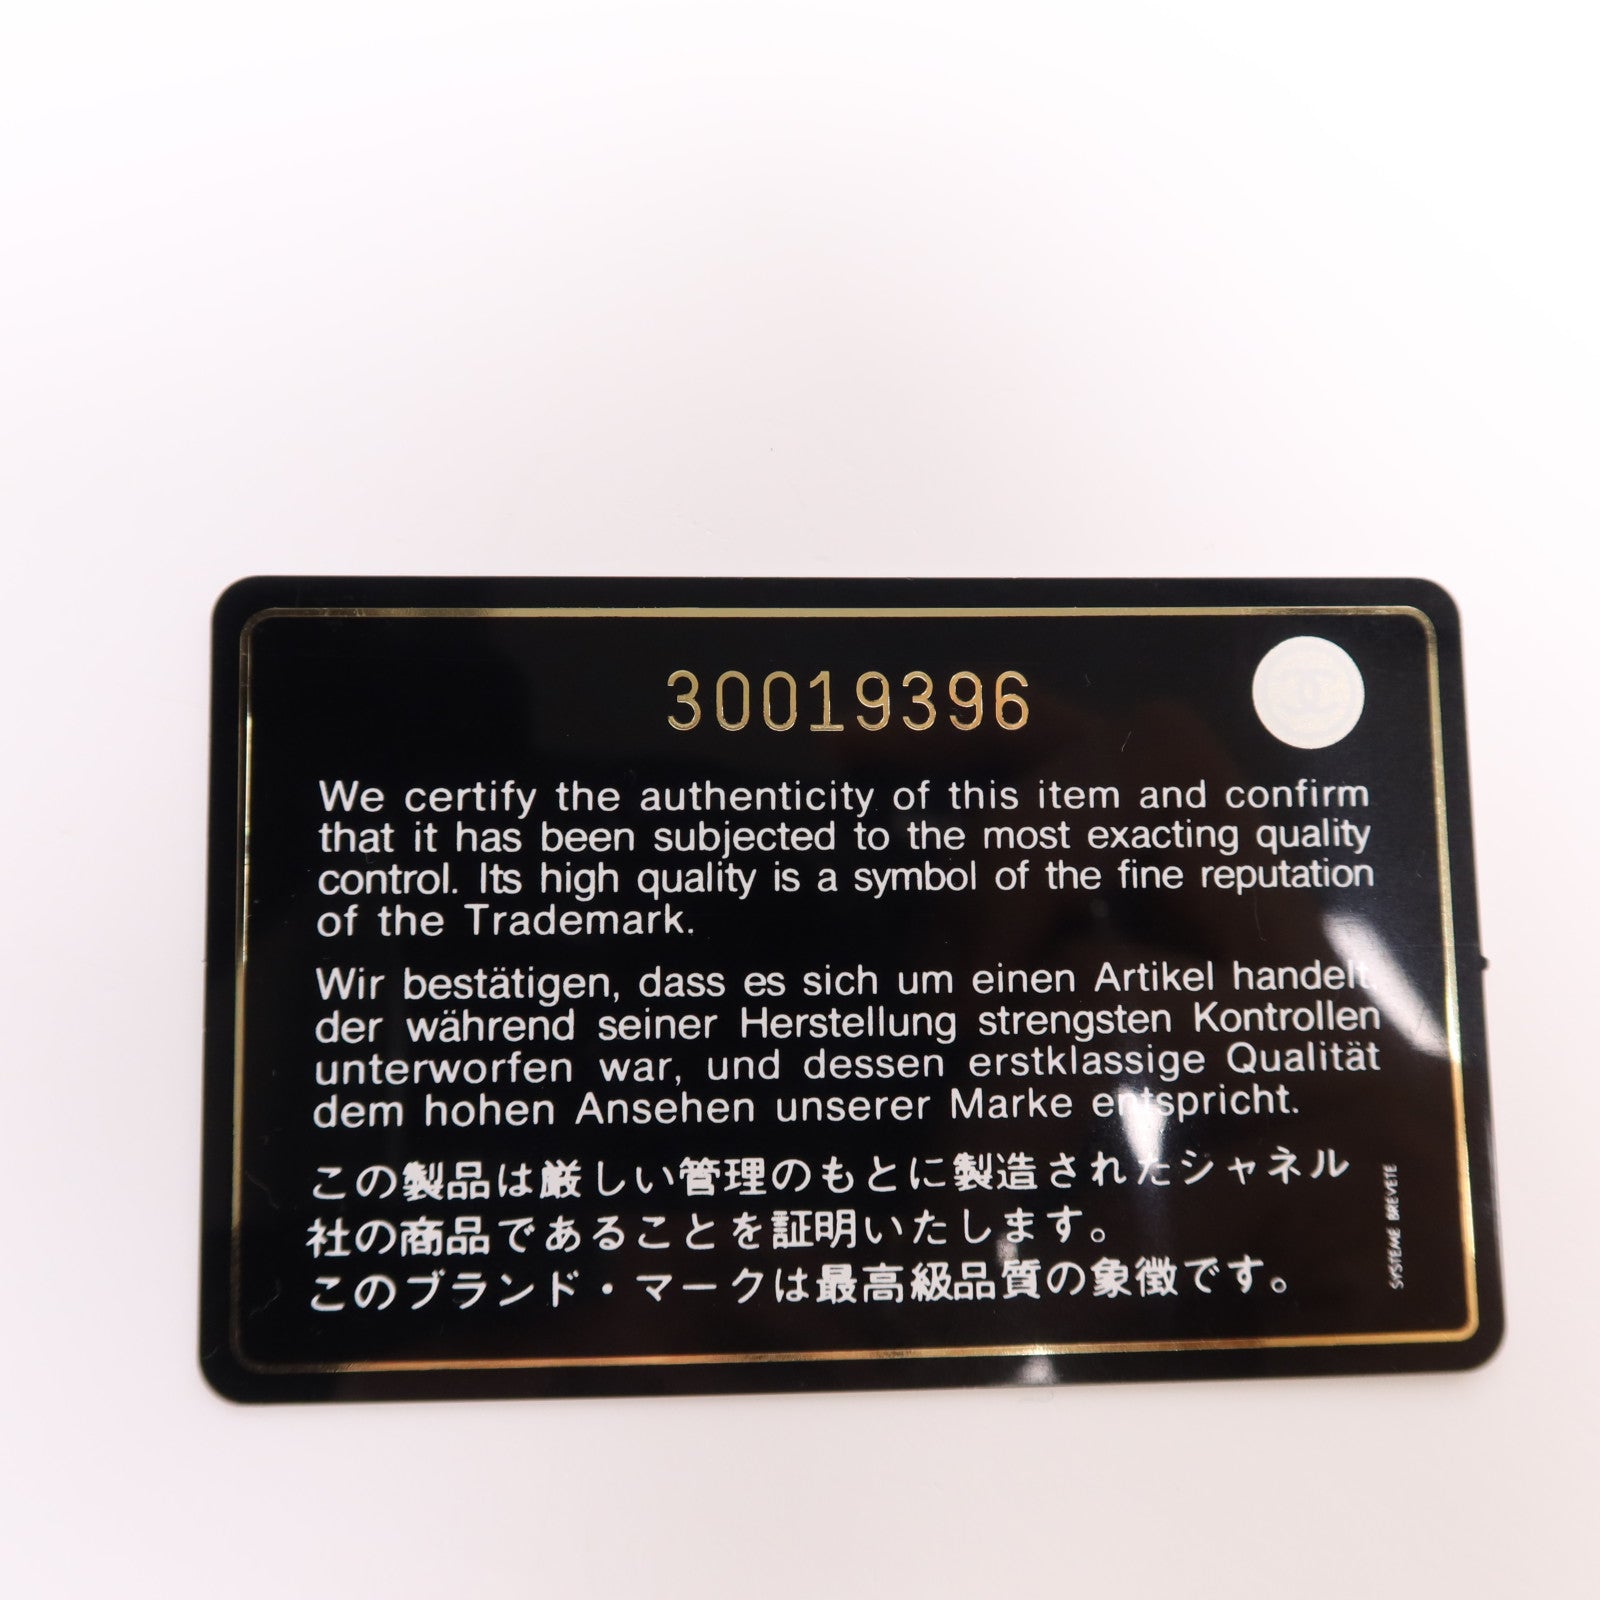 30019396
We certify the authenticity of this item and confirm
that it has been subjected to the most exacting quality
control. Its high quality is a symbol of the fine reputation
of the Trademark.
Wir bestätigen, dass es sich um einen Artikel handelt,
der während seiner Herstellung strengsten Kontrollen
unterworfen war, und dessen erstklassige Qualität
dem hohen Ansehen unserer Marke entspricht.
この製品は厳しい管理のもとに製造されたシャネル
社の商品であることを証明いたします。
このブランド・マークは最高級品質の象徴です。
SYSTEME BREVETE